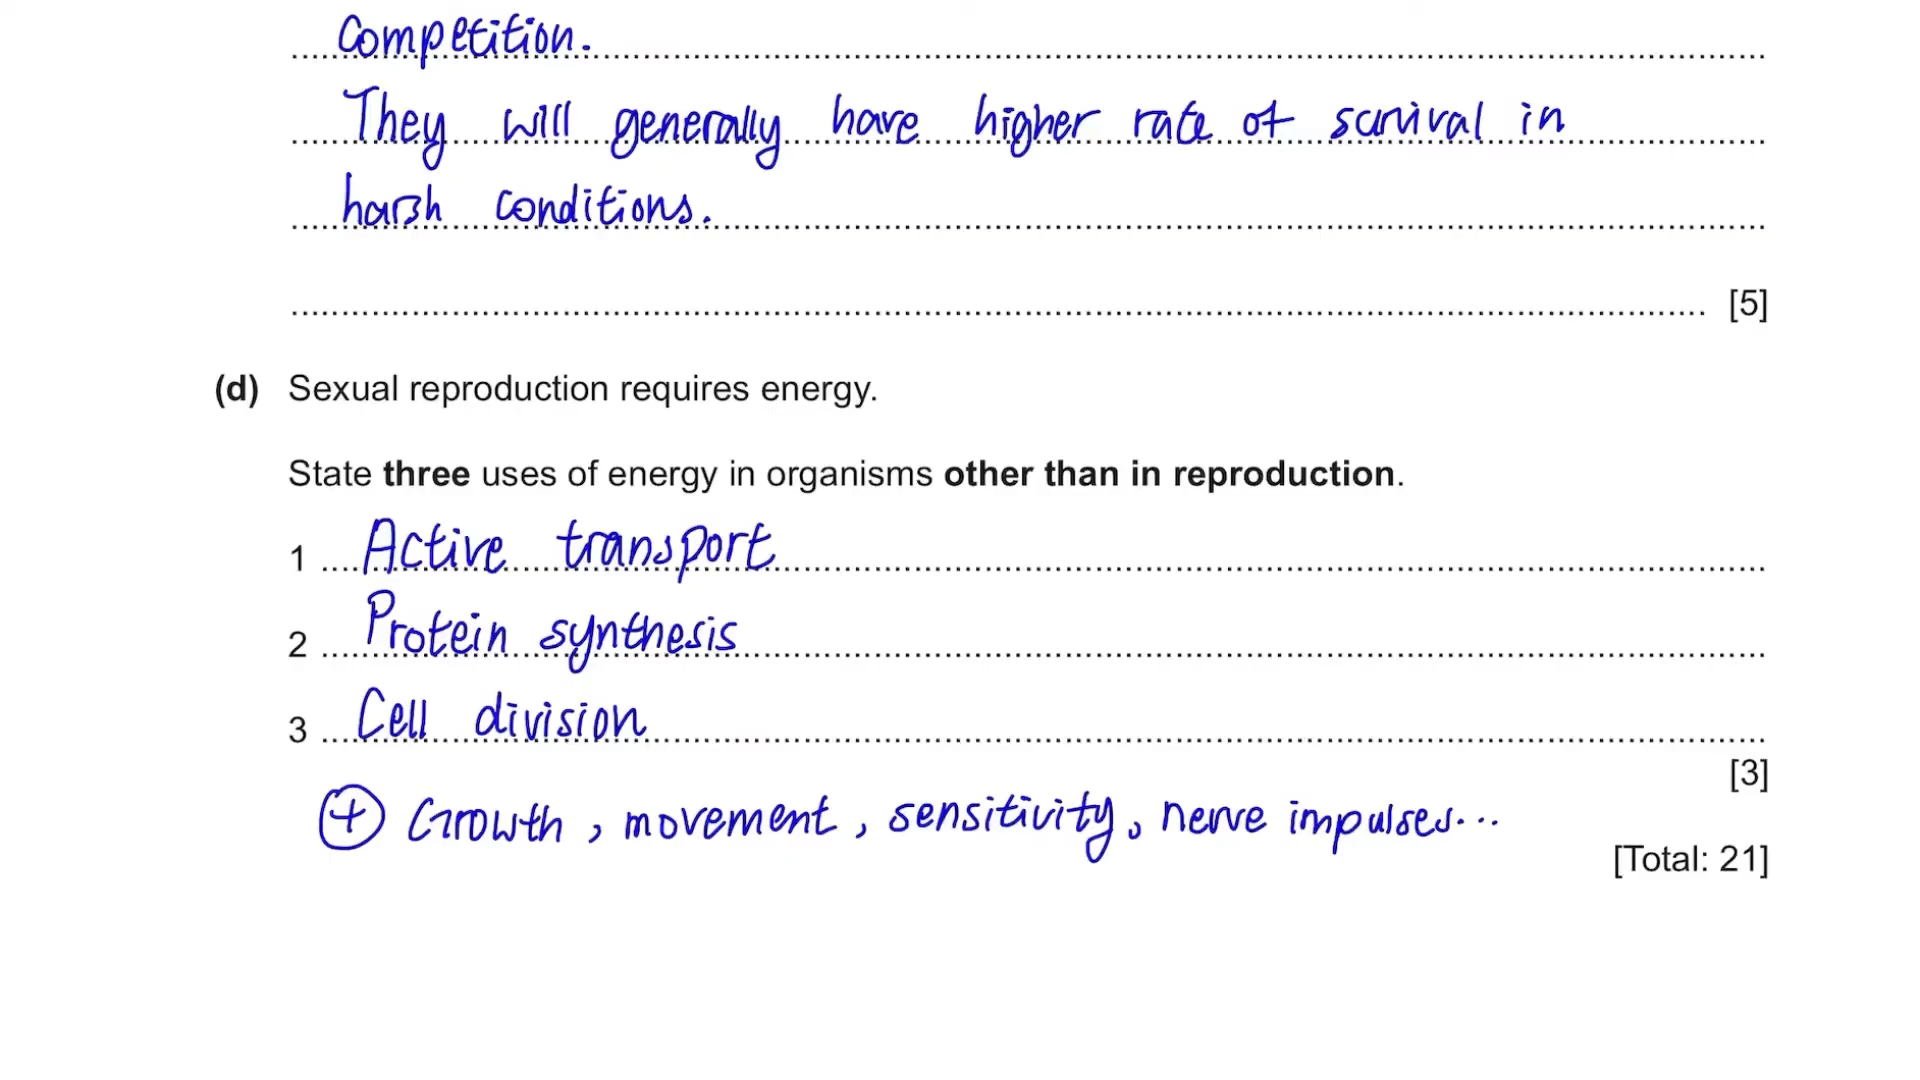 Competition.
They will generally have higher rate of survival in
harsh conditions.
[5]
(d) Sexual reproduction requires energy.
State three uses of energy in organisms other than in reproduction.
1 Active transport
2 Protein synthesis
3 Cell division
[3]
+ Growth, movement, sensitivity, nerve impulses...
[Total: 21]